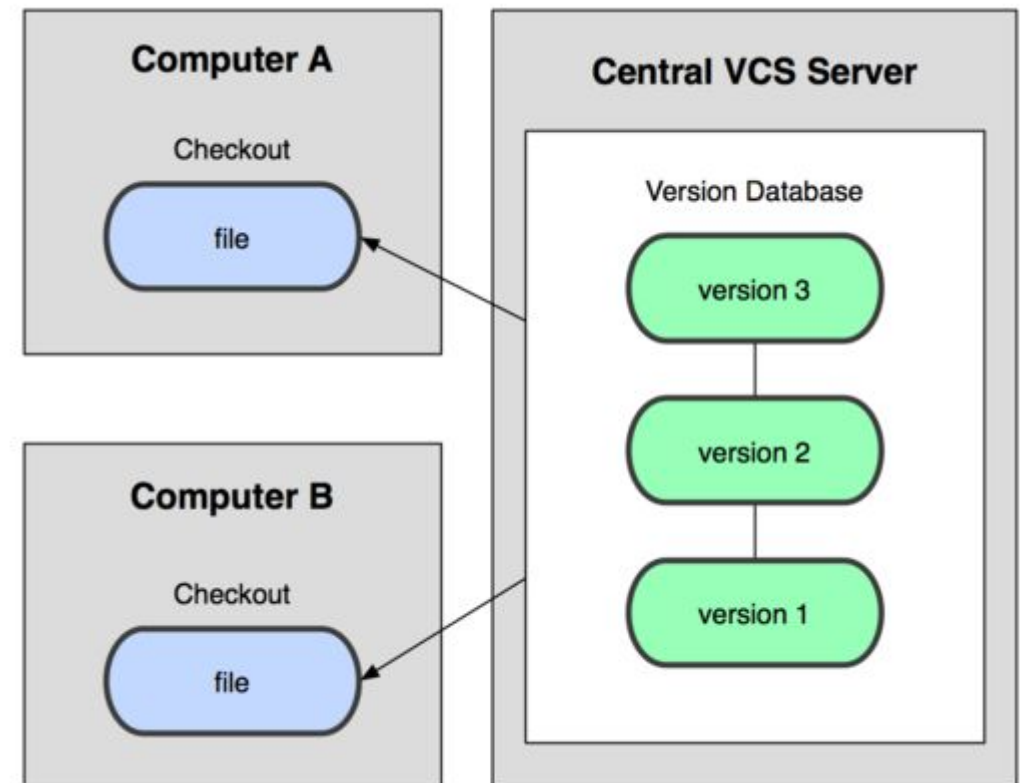 Computer A
Checkout
file
Computer B
Checkout
file
Central VCS Server
Version Database
version 3
version 2
version 1